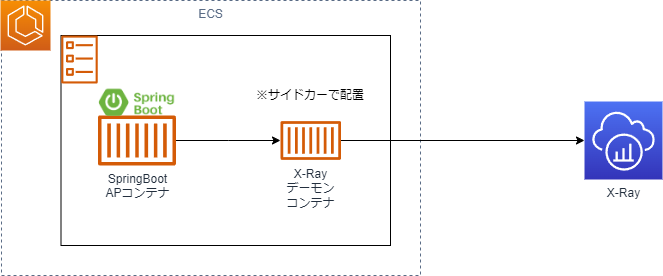 ECS
Spring
Boot
※サイドカーで配置
SpringBoot
APコンテナ
X-Ray
デーモン
コンテナ
X-Ray